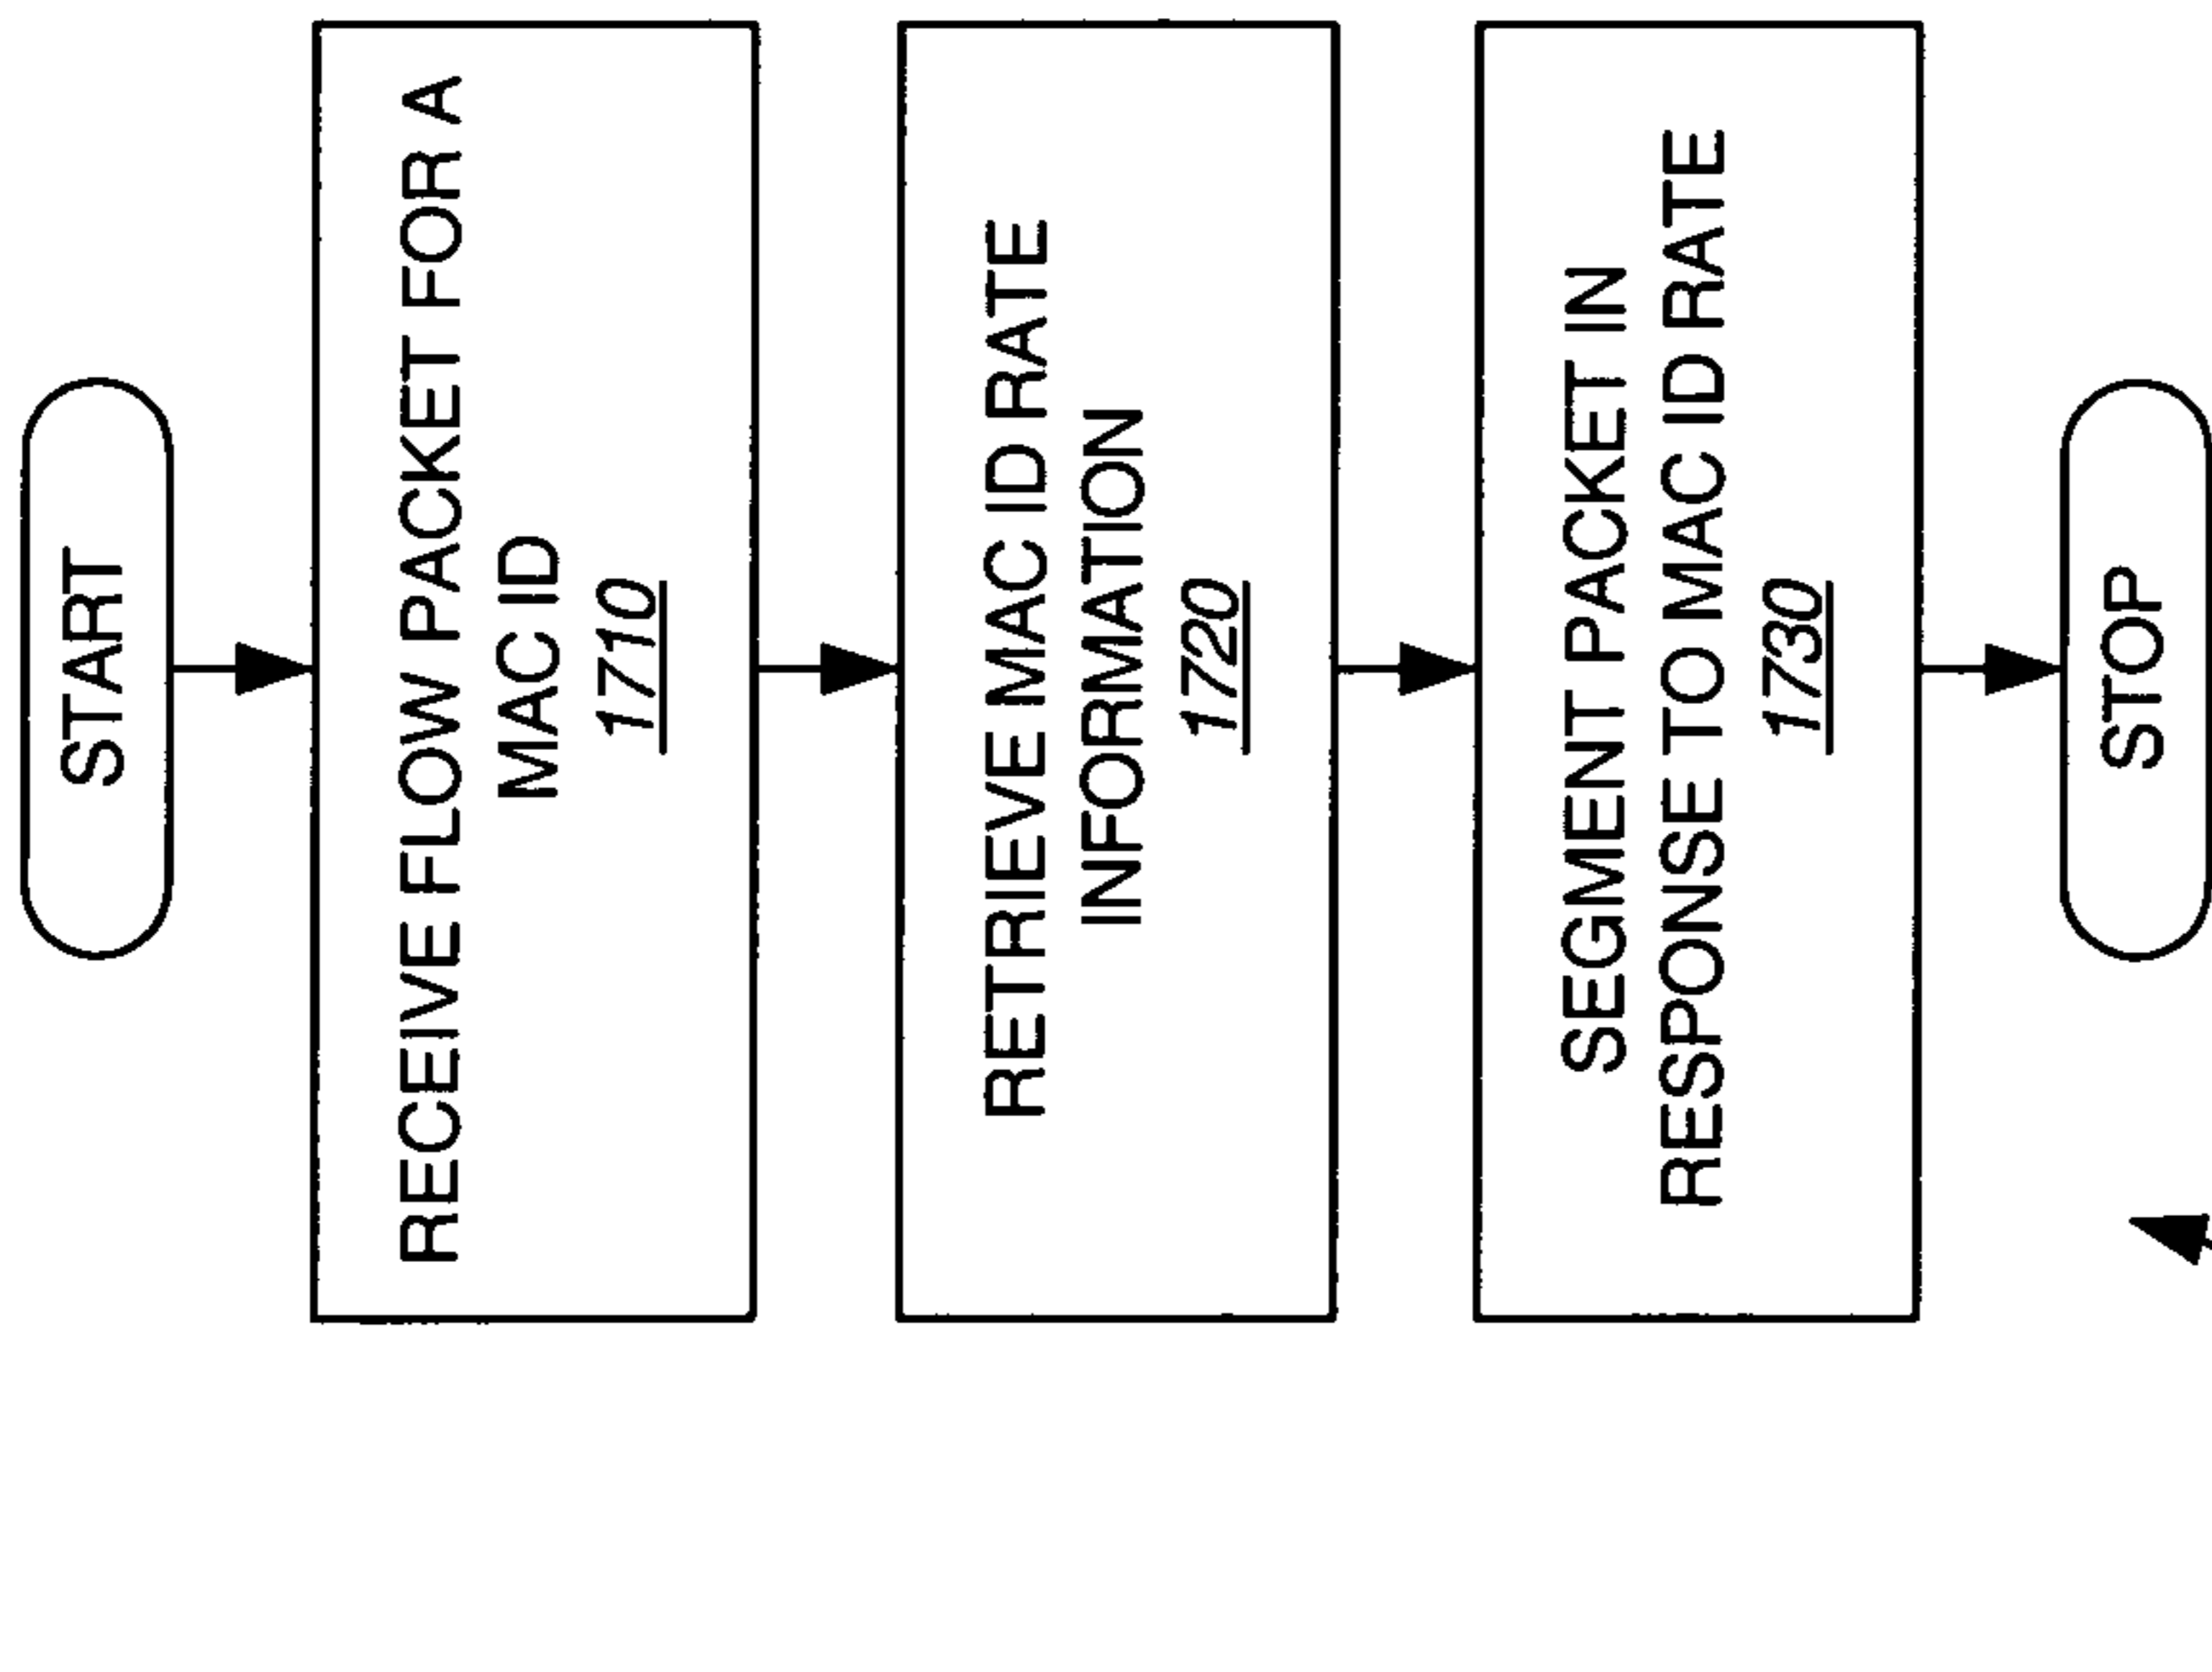 START
RECEIVE FLOW PACKET FOR A
MAC ID
1710
RETRIEVE MAC ID RATE
INFORMATION
1720
SEGMENT PACKET IN
RESPONSE TO MAC ID RATE
1730
STOP